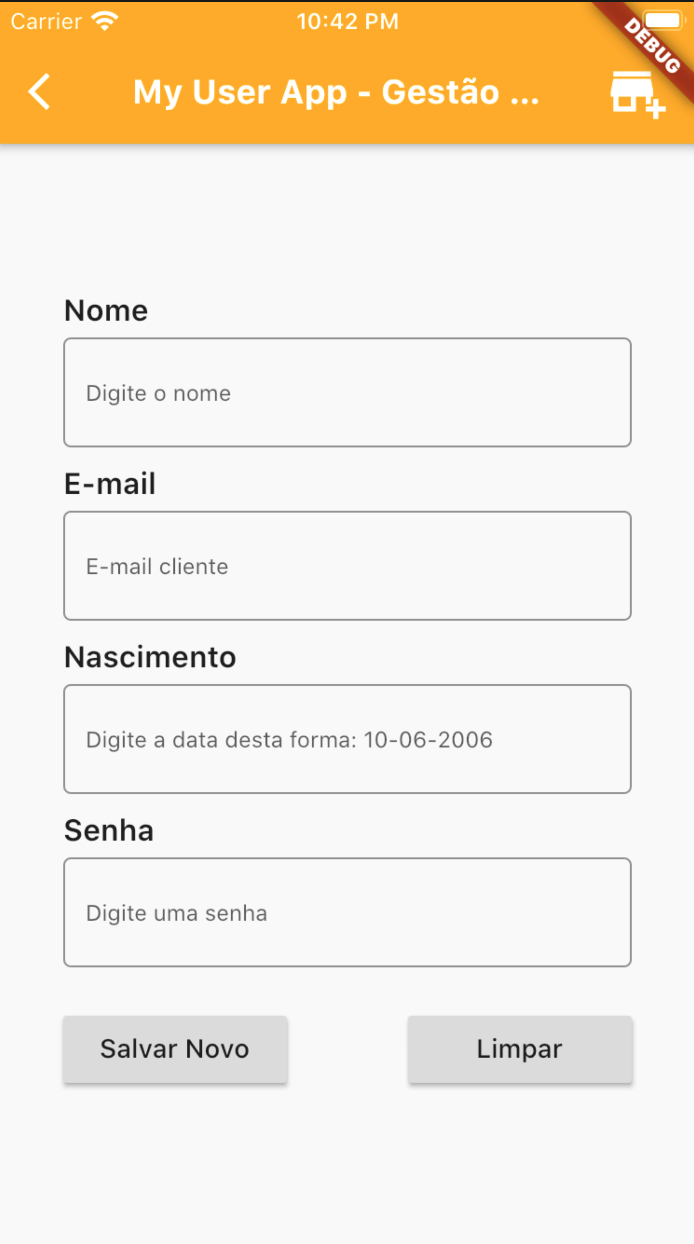 Carrier 10:42 PM
DEBUG
My User App - Gestão ...
Nome
Digite o nome
E-mail
E-mail cliente
Nascimento
Digite a data desta forma: 10-06-2006
Senha
Digite uma senha
Salvar Novo Limpar